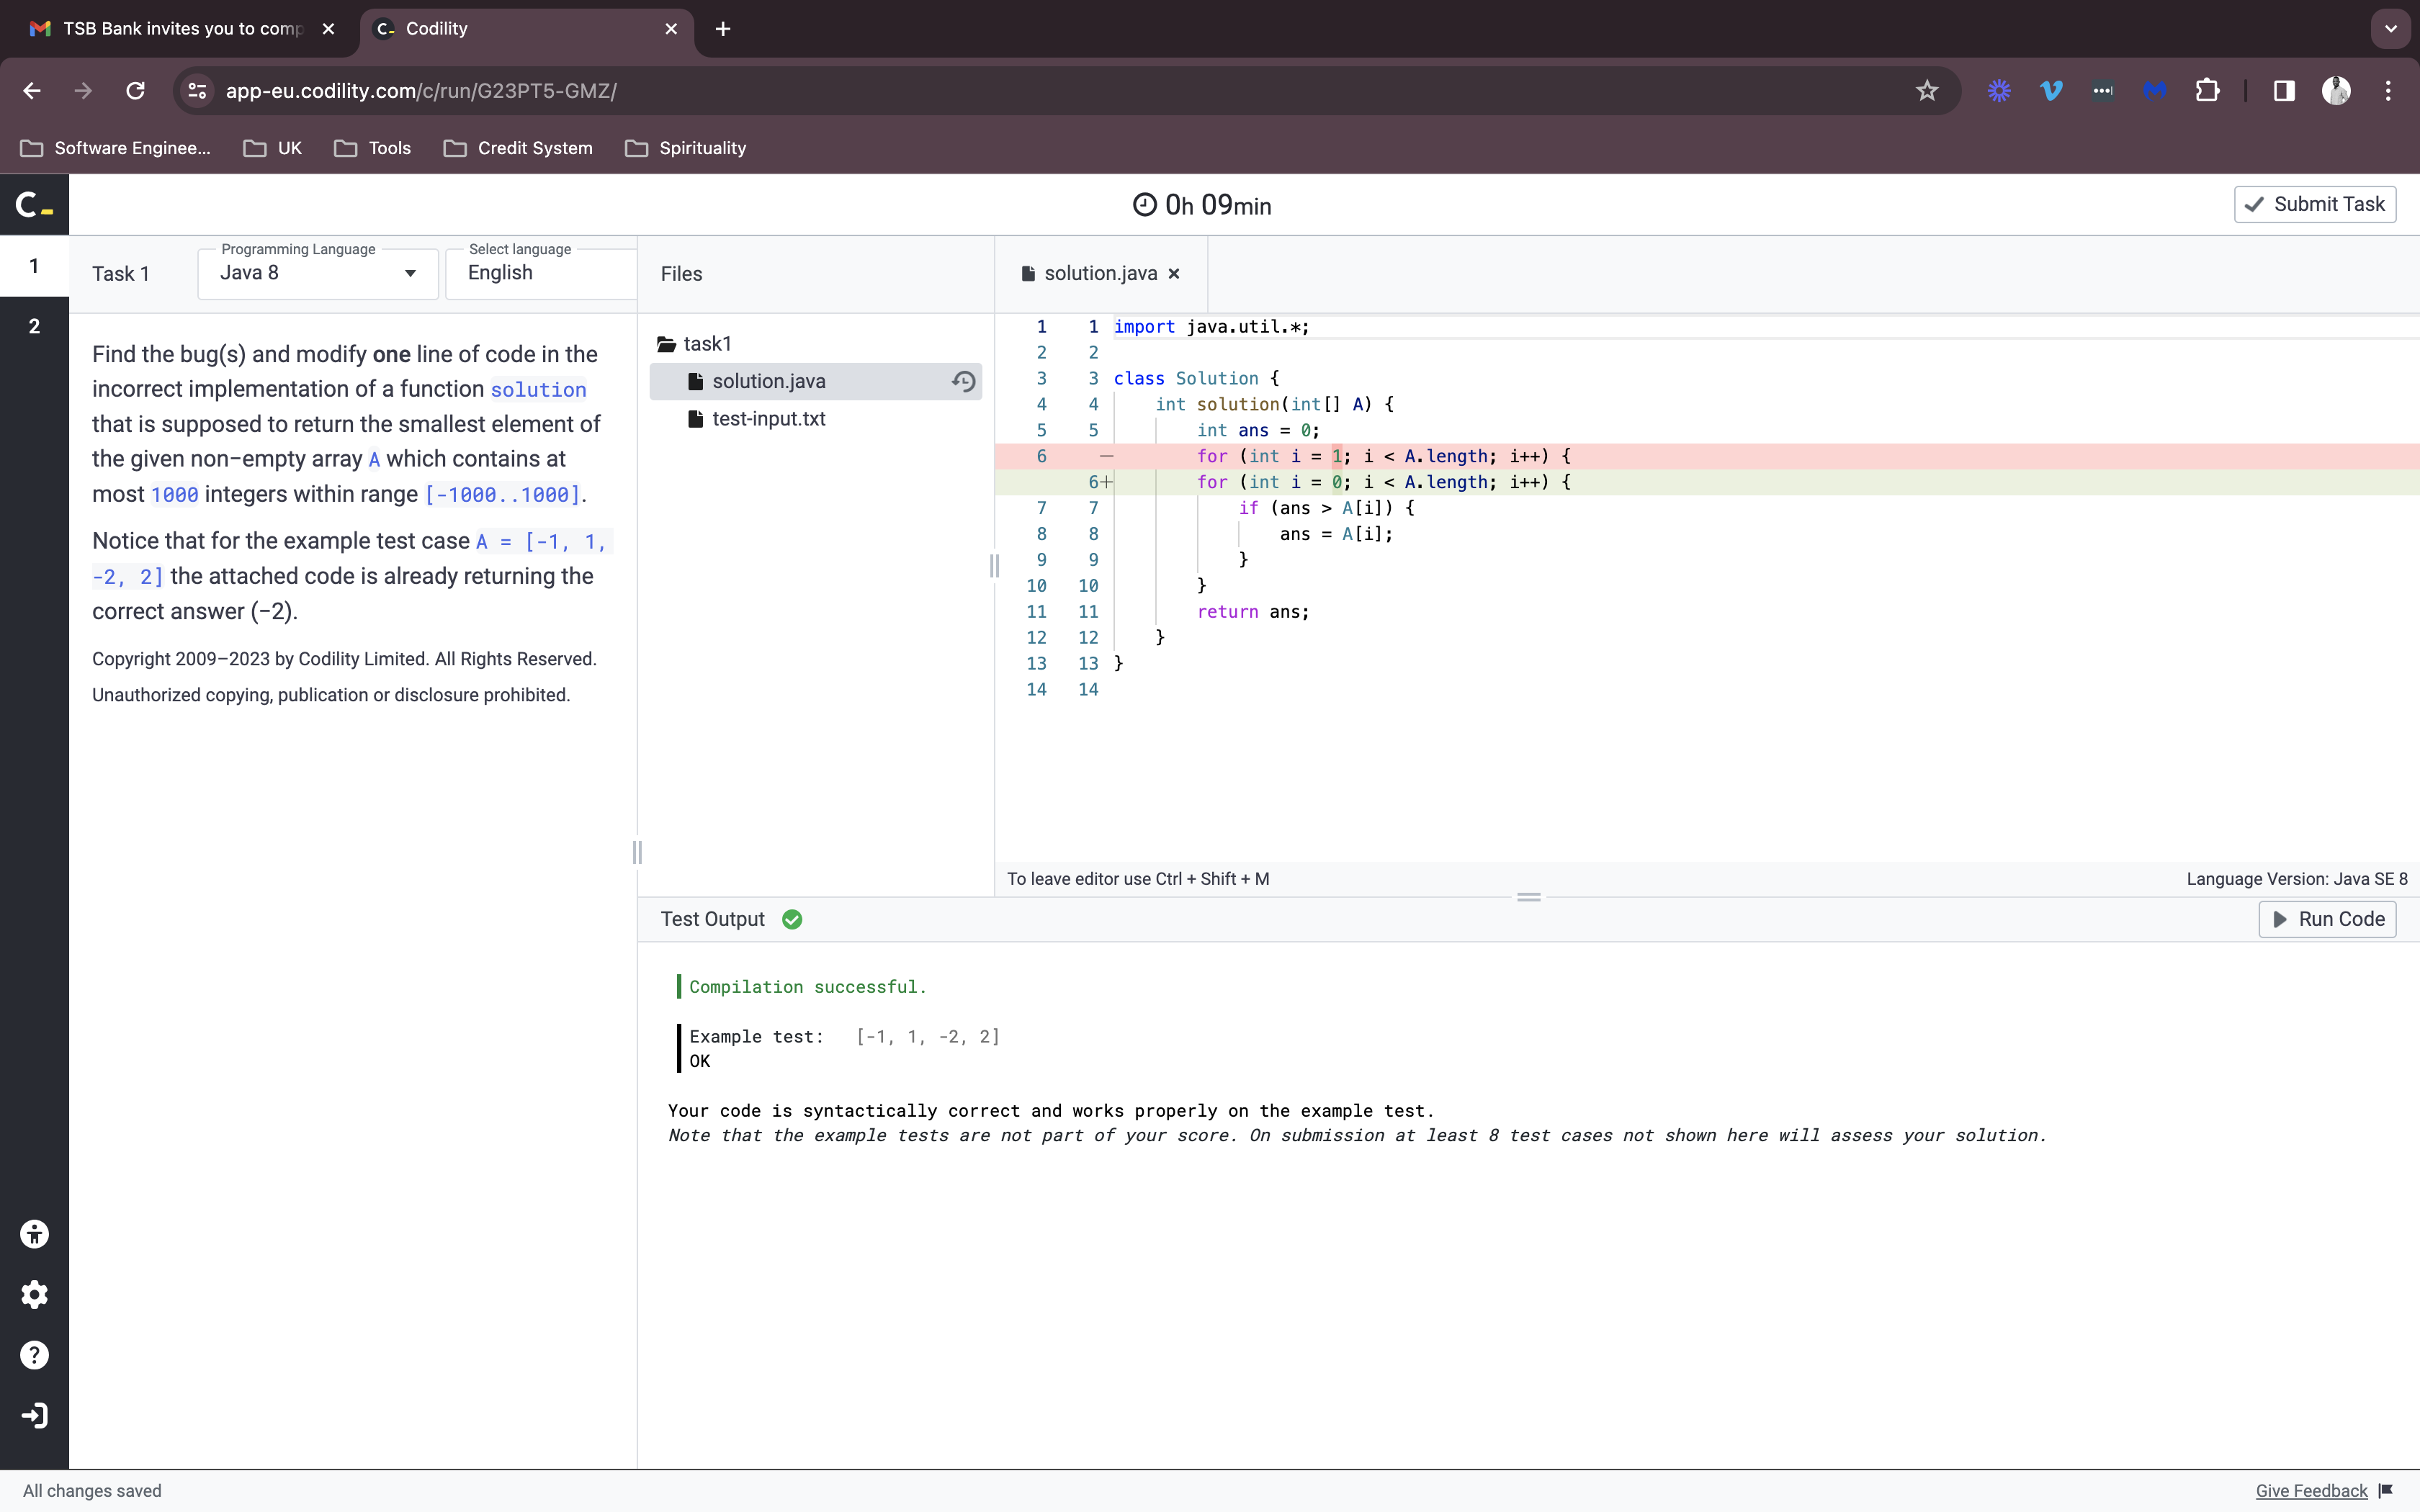 TSB Bank invites you to comp
Codility
app-eu.codility.com/c/run/G23PT5-GMZ/
Software Enginee...
UK
Tools
Credit System
Spirituality
C_
0h 09min
Submit Task
1
2
Task 1
Programming Language
Java 8
Select language
English
Find the bug(s) and modify one line of code in the
incorrect implementation of a function solution
that is supposed to return the smallest element of
the given non-empty array A which contains at
most 1000 integers within range [-1000..1000].
Notice that for the example test case A = [-1, 1,
-2, 2] the attached code is already returning the
correct answer (−2).
Copyright 2009–2023 by Codility Limited. All Rights Reserved.
Unauthorized copying, publication or disclosure prohibited.
Files
task1
solution.java
test-input.txt
solution.java
1 1 import java.util.*;
2 2
3 3 class Solution {
4 4 int solution(int[] A) {
5 5 int ans = 0;
6 — for (int i = 1; i < A.length; i++) {
6+ for (int i = 0; i < A.length; i++) {
7 7 if (ans > A[i]) {
8 8 ans = A[i];
9 9 }
10 10 }
11 11 return ans;
12 12 }
13 13 }
14 14
To leave editor use Ctrl + Shift + M
Language Version: Java SE 8
Test Output
Run Code
Compilation successful.
Example test: [-1, 1, -2, 2]
OK
Your code is syntactically correct and works properly on the example test.
Note that the example tests are not part of your score. On submission at least 8 test cases not shown here will assess your solution.
All changes saved
Give Feedback